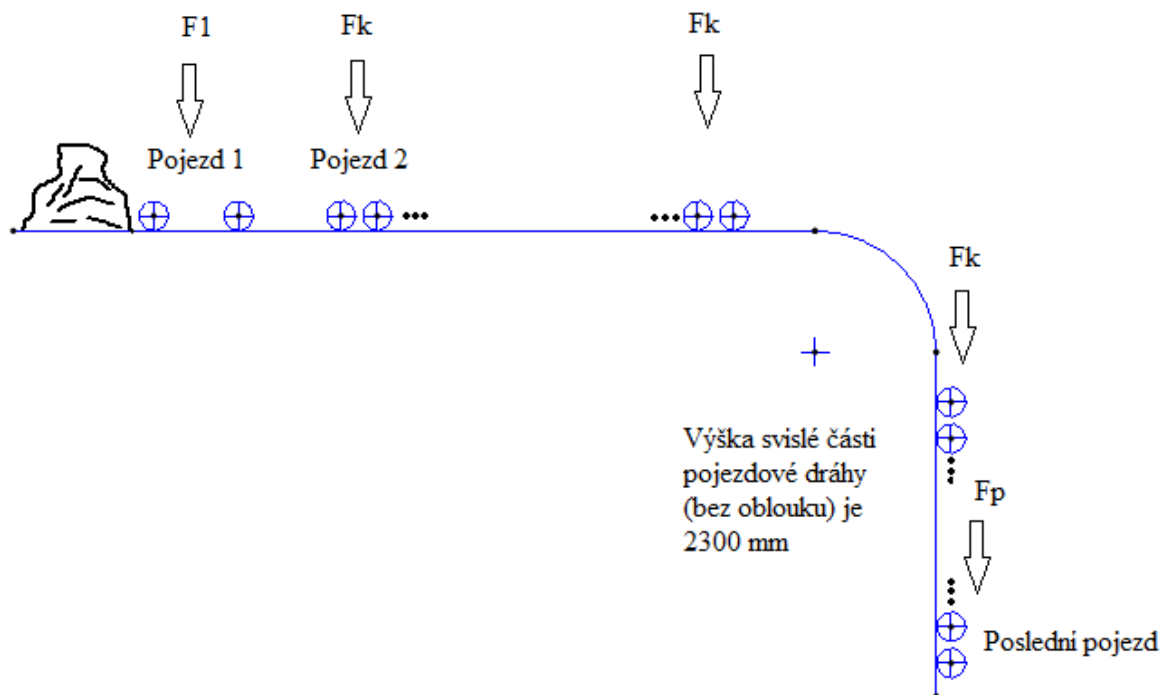 F1
Fk
Fk
Pojezd 1
Pojezd 2
Fk
Výška svislé části
pojezdové dráhy
(bez oblouku) je
2300 mm
Fp
Poslední pojezd